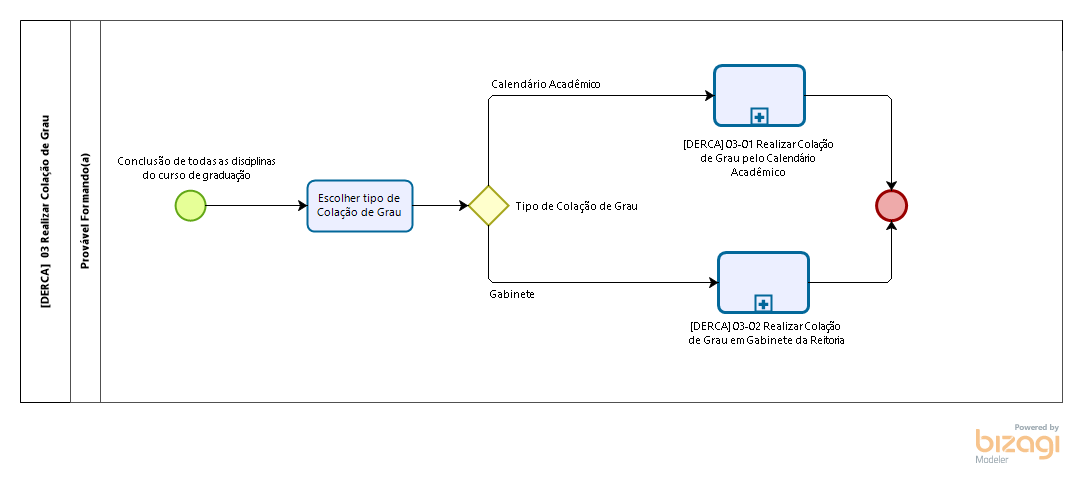 [DERCA] 03 Realizar Colação de Grau
Provável Formando(a)
Conclusão de todas as disciplinas
do curso de graduação
Escolher tipo de
Colação de Grau
Tipo de Colação de Grau
Calendário Acadêmico
[DERCA] 03-01 Realizar Colação
de Grau pelo Calendário
Acadêmico
Gabinete
[DERCA] 03-02 Realizar Colação
de Grau em Gabinete da Reitoria
Powered by
bizagi
Modeler